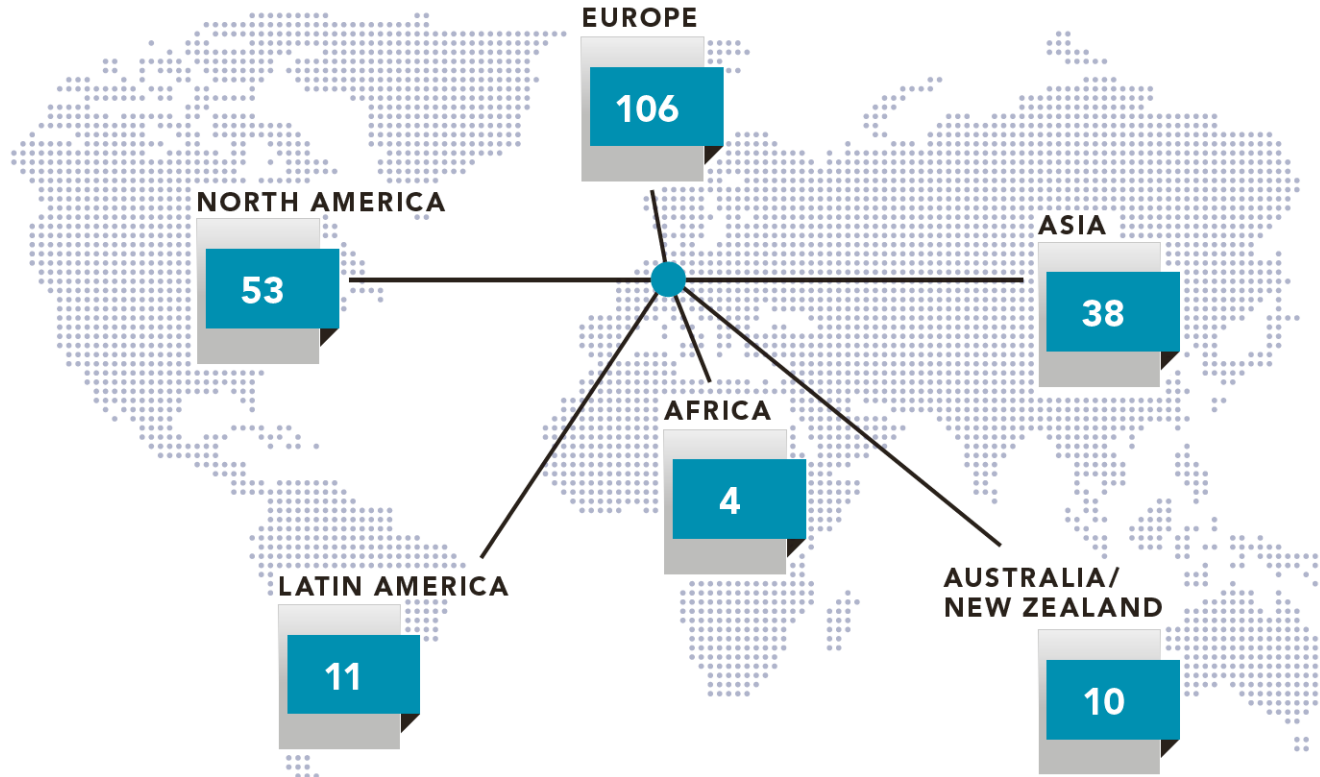 EUROPE
106
NORTH AMERICA
53
ASIA
38
AFRICA
4
LATIN AMERICA
11
AUSTRALIA/
NEW ZEALAND
10